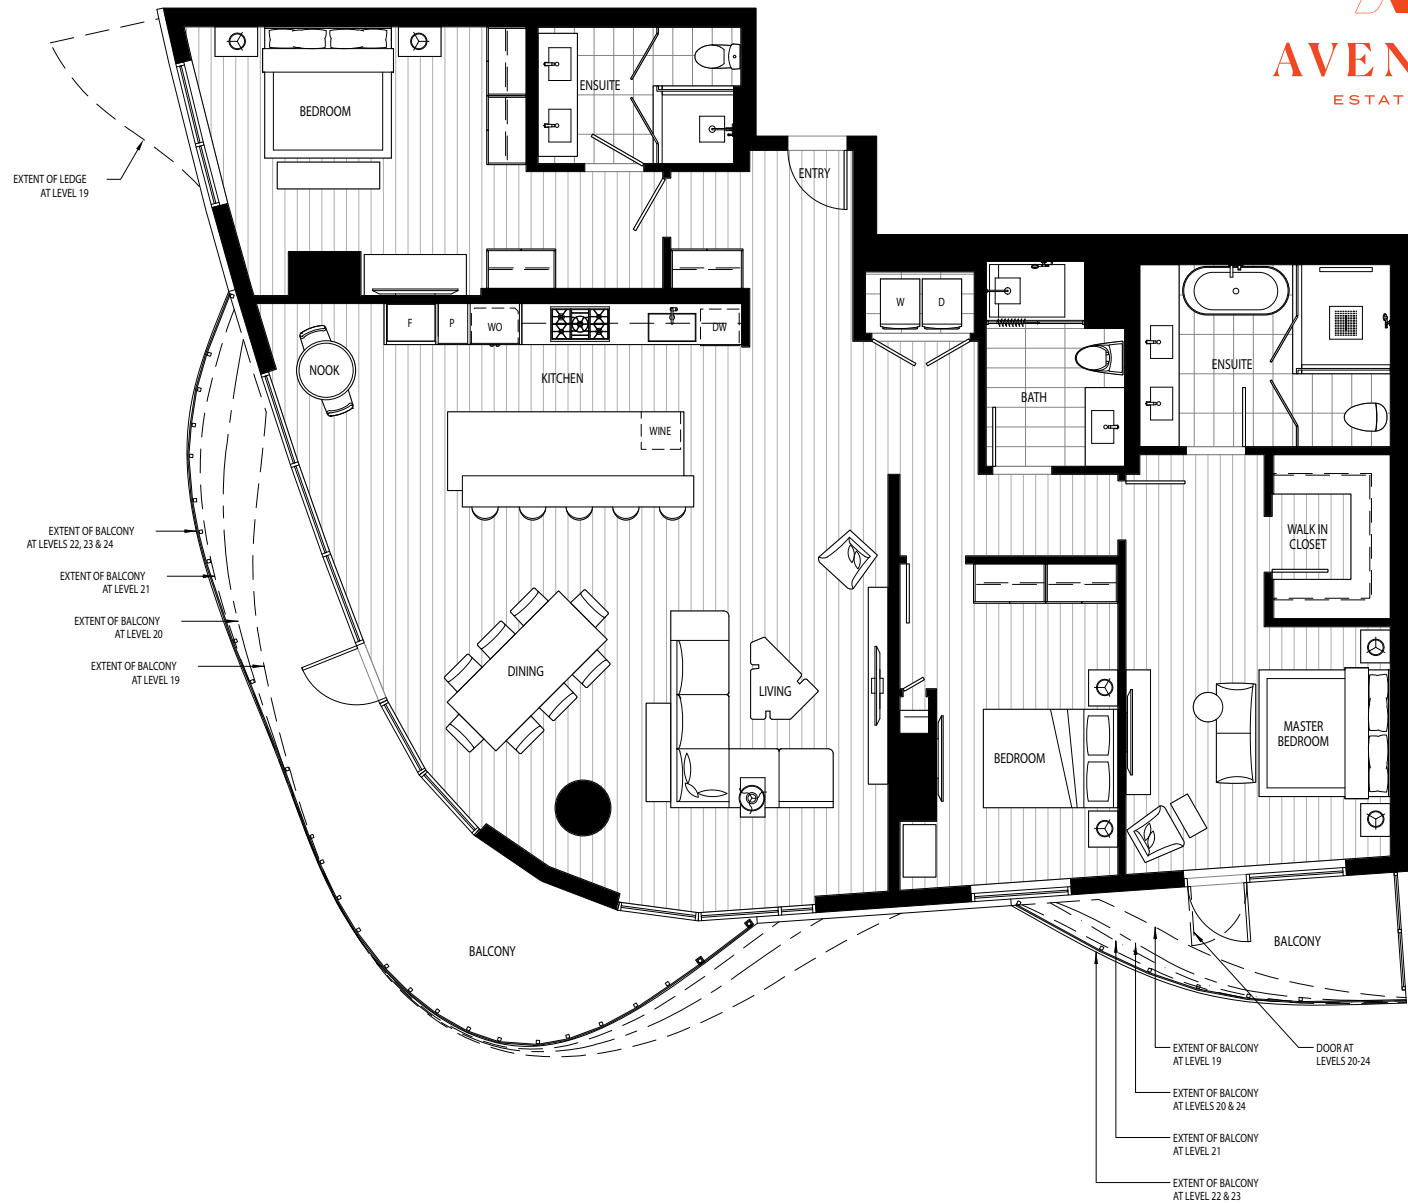 AVEN
ESTAT
BEDROOM
ENSUITE
ENTRY
EXTENT OF LEDGE
AT LEVEL 19
W
D
F
P
WO
DW
NOOK
KITCHEN
WINE
BATH
ENSUITE
WALK IN
CLOSET
EXTENT OF BALCONY
AT LEVELS 22, 23 & 24
EXTENT OF BALCONY
AT LEVEL 21
EXTENT OF BALCONY
AT LEVEL 20
EXTENT OF BALCONY
AT LEVEL 19
DINING
LIVING
BEDROOM
MASTER
BEDROOM
BALCONY
BALCONY
EXTENT OF BALCONY
AT LEVEL 19
DOOR AT
LEVELS 20-24
EXTENT OF BALCONY
AT LEVELS 20 & 24
EXTENT OF BALCONY
AT LEVEL 21
EXTENT OF BALCONY
AT LEVEL 22 & 23